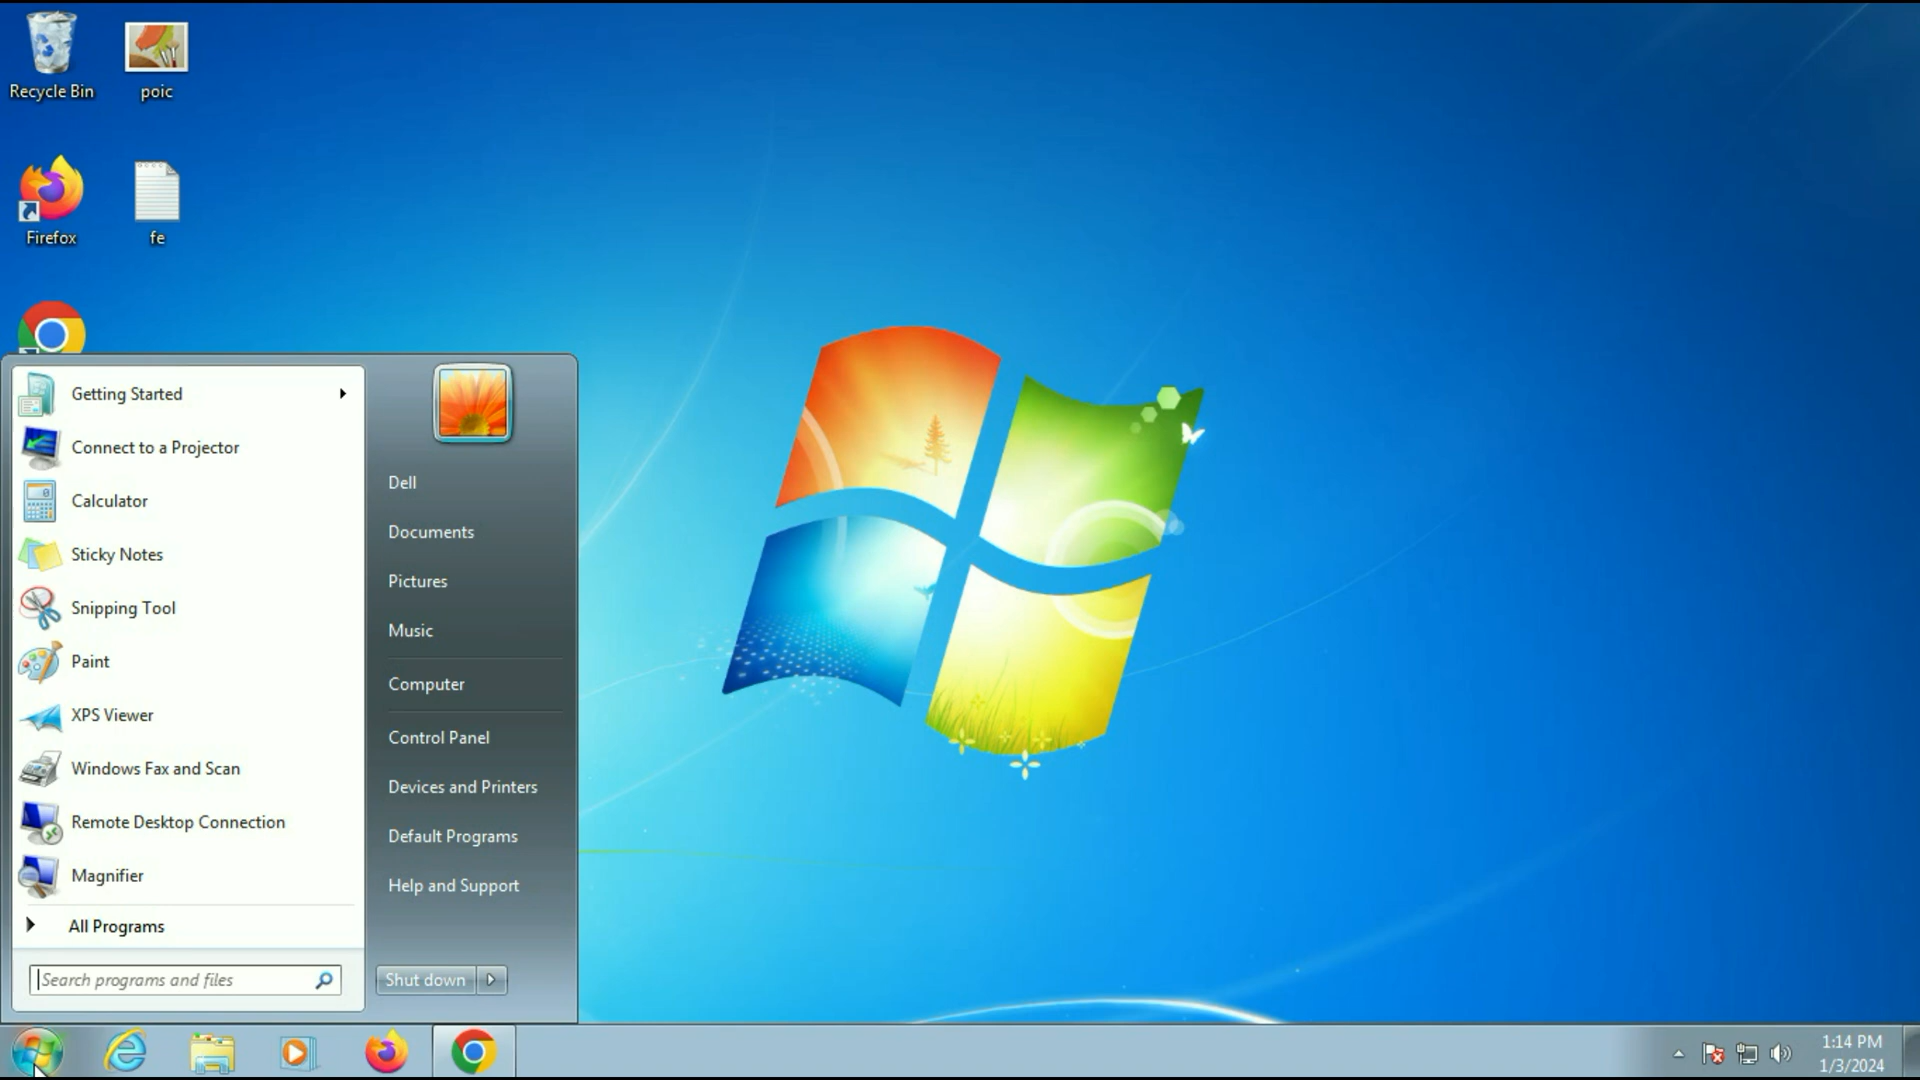 Recycle Bin
poic
Firefox
fe
Getting Started
Connect to a Projector
Calculator
Sticky Notes
Snipping Tool
Paint
XPS Viewer
Windows Fax and Scan
Remote Desktop Connection
Magnifier
All Programs
Search programs and files
Dell
Documents
Pictures
Music
Computer
Control Panel
Devices and Printers
Default Programs
Help and Support
Shut down
1:14 PM
1/3/2024